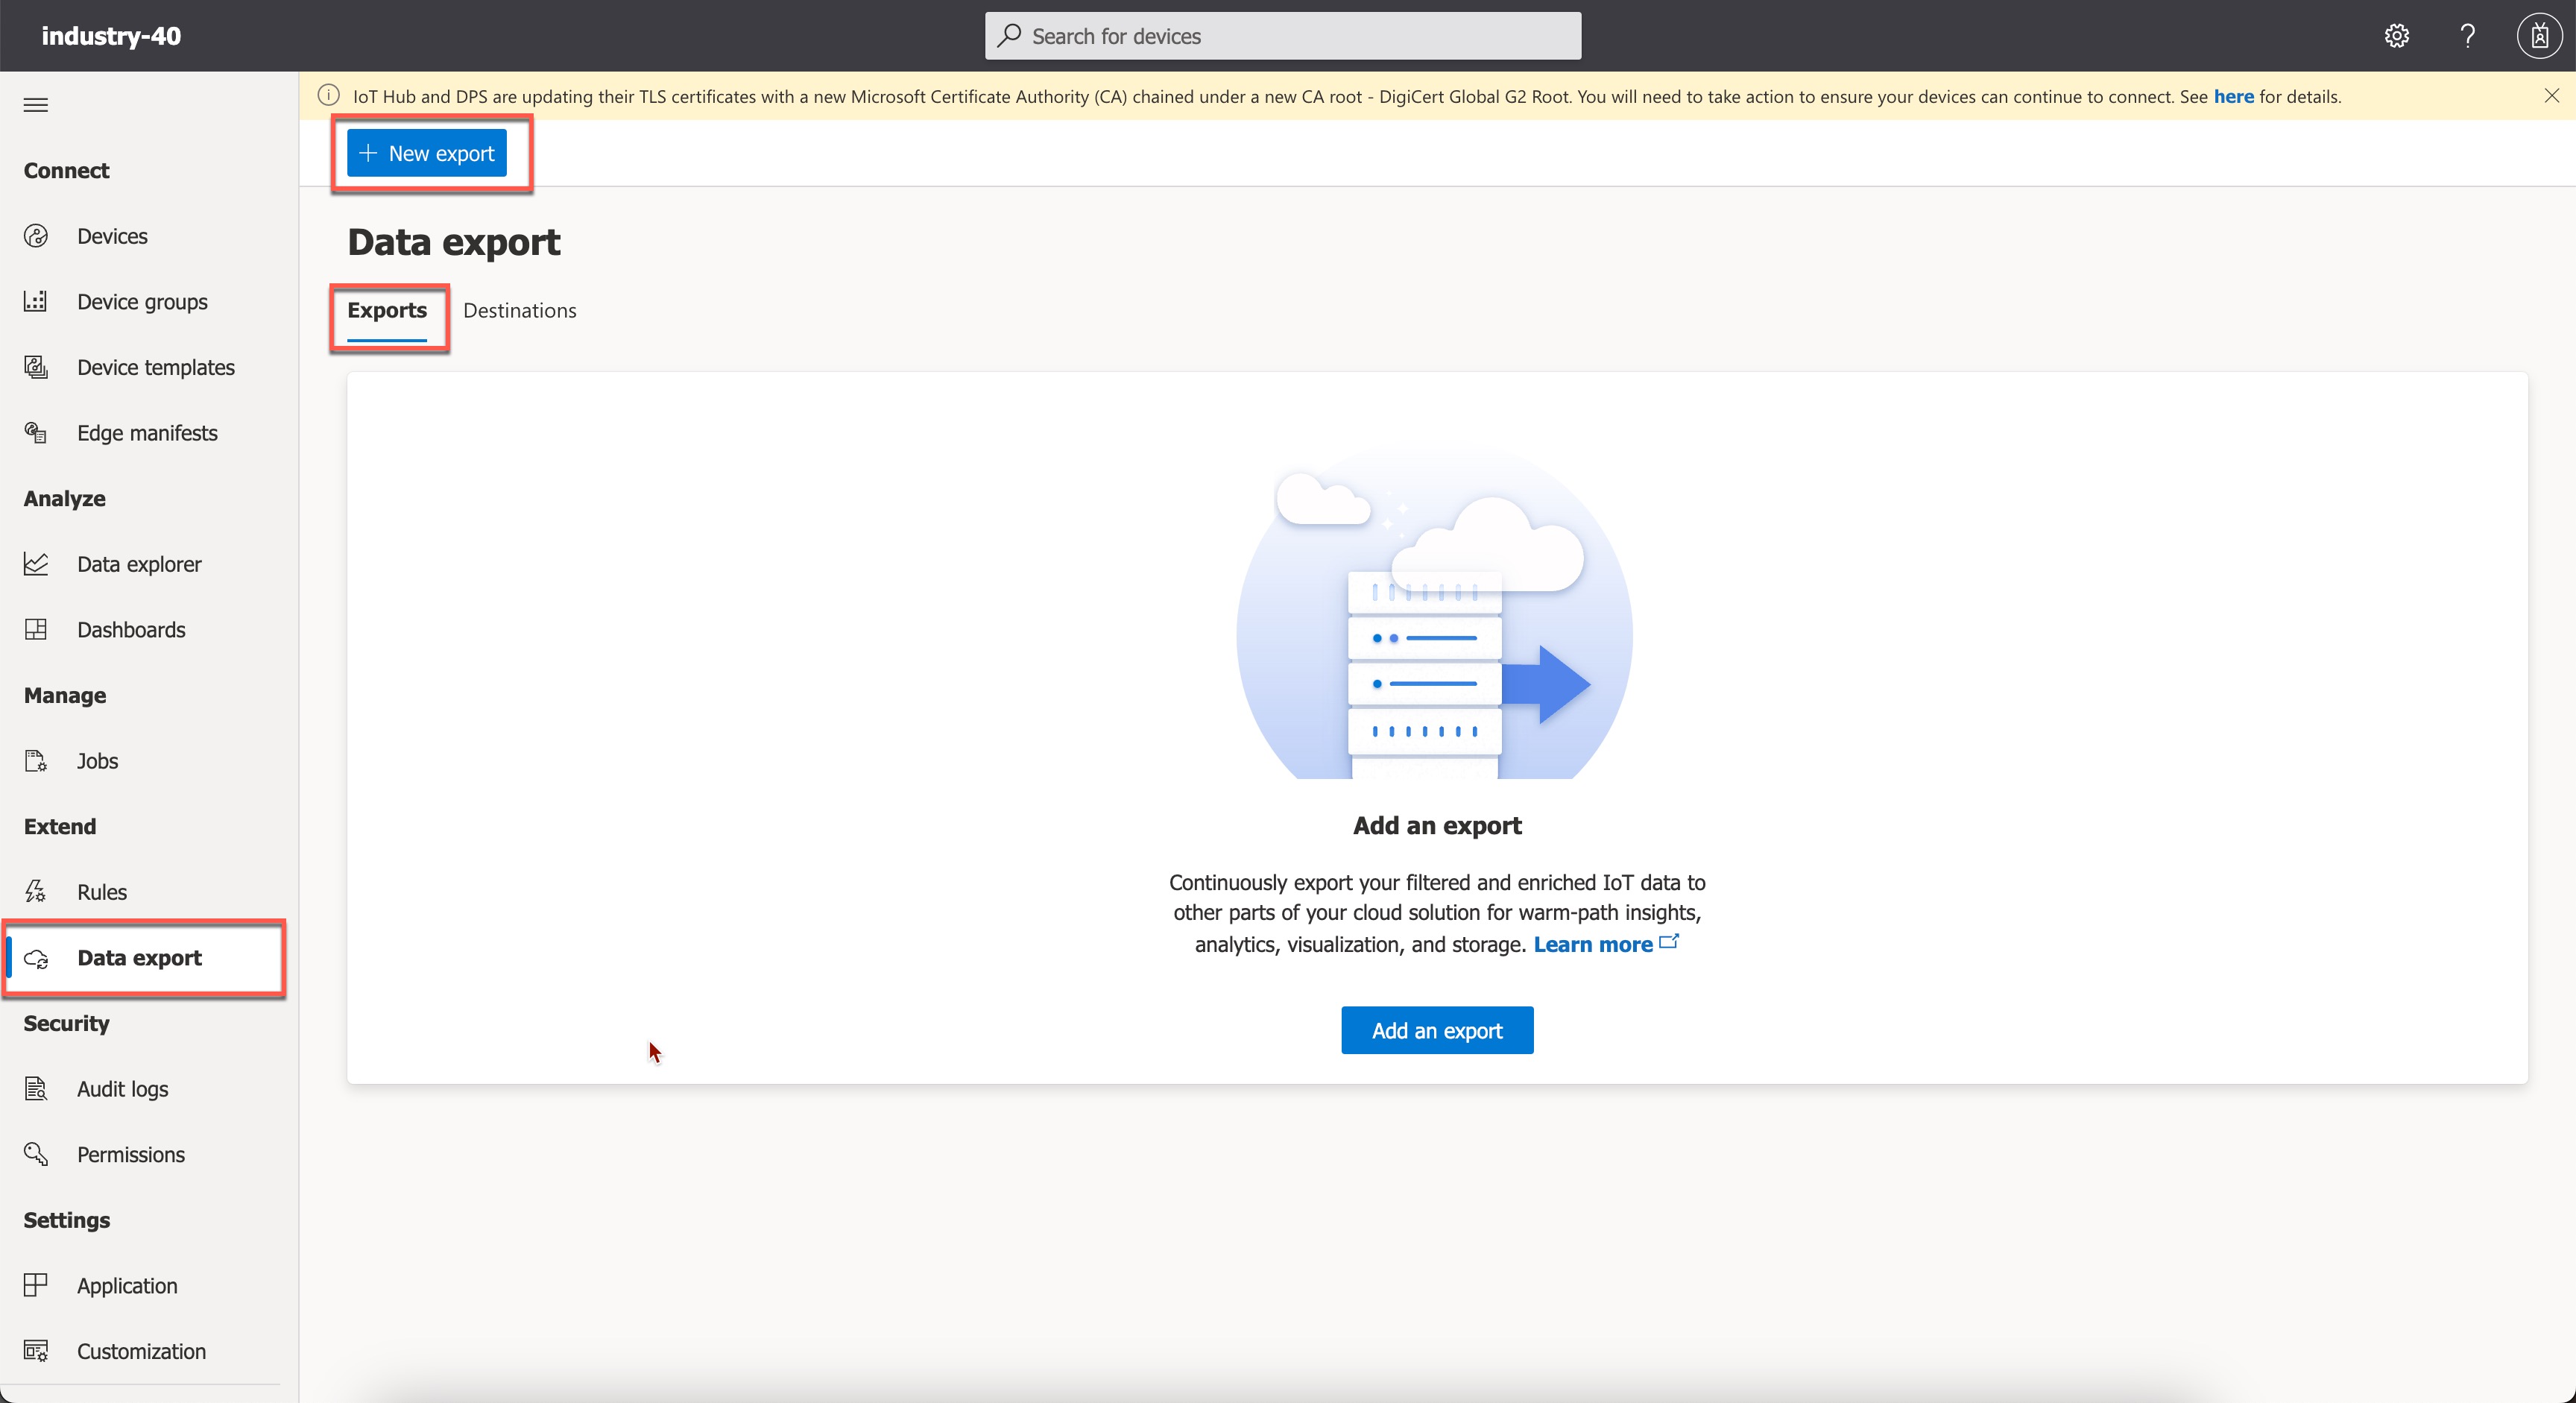 industry-40
Search for devices
IoT Hub and DPS are updating their TLS certificates with a new Microsoft Certificate Authority (CA) chained under a new CA root - DigiCert Global G2 Root. You will need to take action to ensure your devices can continue to connect. See here for details.
New export
Connect
Devices
Device groups
Device templates
Edge manifests
Analyze
Data explorer
Dashboards
Manage
Jobs
Extend
Rules
Data export
Security
Audit logs
Permissions
Settings
Application
Customization
Data export
Exports
Destinations
Add an export
Continuously export your filtered and enriched IoT data to
other parts of your cloud solution for warm-path insights,
analytics, visualization, and storage. Learn more
Add an export